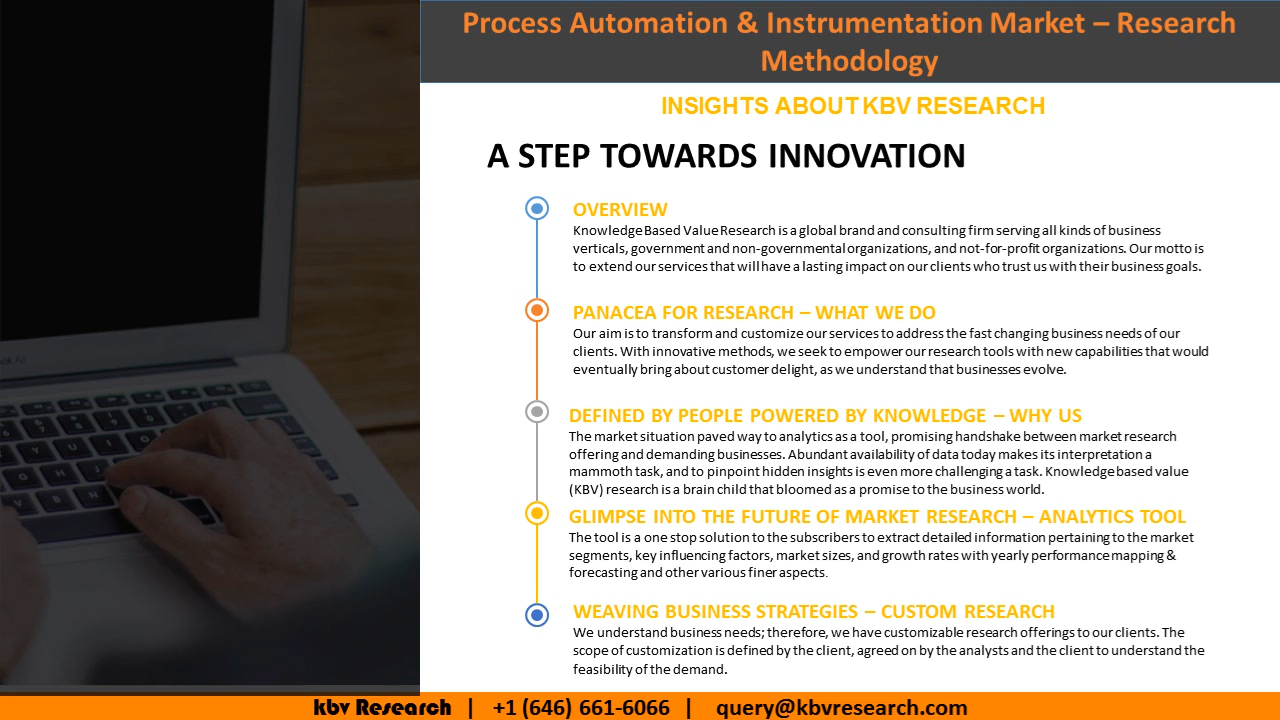 Process Automation & Instrumentation Market – Research
Methodology
INSIGHTS ABOUT KBV RESEARCH
A STEP TOWARDS INNOVATION
OVERVIEW
Knowledge Based Value Research is a global brand and consulting firm serving all kinds of business
verticals, government and non-governmental organizations, and not-for-profit organizations. Our motto is
to extend our services that will have a lasting impact on our clients who trust us with their business goals.
PANACEA FOR RESEARCH – WHAT WE DO
Our aim is to transform and customize our services to address the fast changing business needs of our
clients. With innovative methods, we seek to empower our research tools with new capabilities that would
eventually bring about customer delight, as we understand that businesses evolve.
DEFINED BY PEOPLE POWERED BY KNOWLEDGE – WHY US
The market situation paved way to analytics as a tool, promising handshake between market research
offering and demanding businesses. Abundant availability of data today makes its interpretation a
mammoth task, and to pinpoint hidden insights is even more challenging a task. Knowledge based value
(KBV) research is a brain child that bloomed as a promise to the business world.
GLIMPSE INTO THE FUTURE OF MARKET RESEARCH – ANALYTICS TOOL
The tool is a one stop solution to the subscribers to extract detailed information pertaining to the market
segments, key influencing factors, market sizes, and growth rates with yearly performance mapping &
forecasting and other various finer aspects.
WEAVING BUSINESS STRATEGIES – CUSTOM RESEARCH
We understand business needs; therefore, we have customizable research offerings to our clients. The
scope of customization is defined by the client, agreed on by the analysts and the client to understand the
feasibility of the demand.
kbv Research | +1 (646) 661-6066 | query@kbvresearch.com